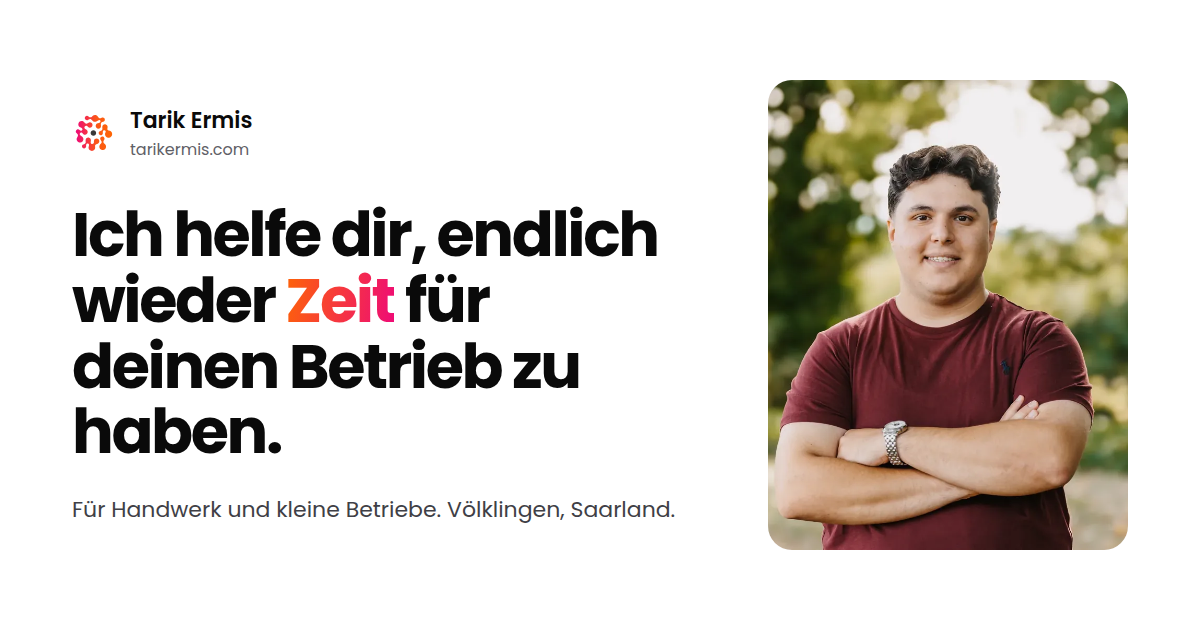 Tarik Ermis
tarikermis.com
Ich helfe dir, endlich
wieder Zeit für
deinen Betrieb zu
haben.
Für Handwerk und kleine Betriebe. Völklingen, Saarland.